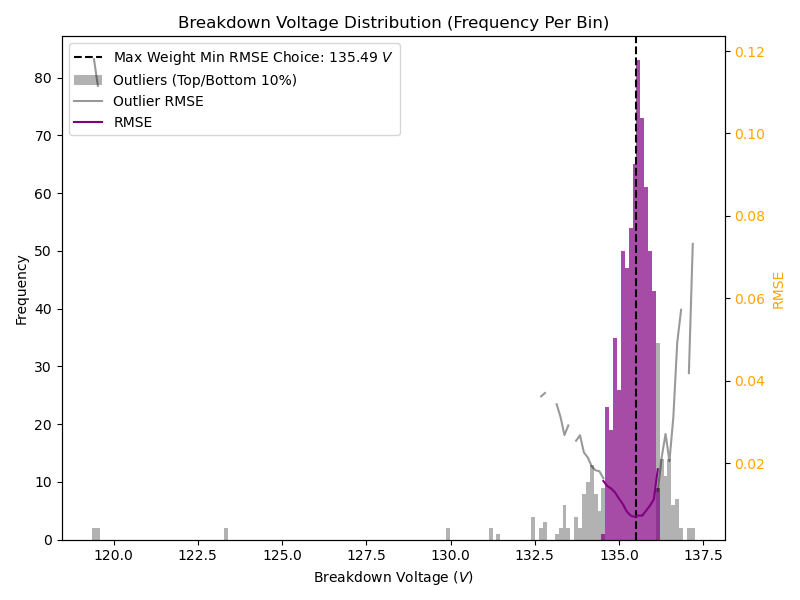 Breakdown Voltage Distribution (Frequency Per Bin)
Max Weight Min RMSE Choice: 135.49 V
Outliers (Top/Bottom 10%)
Outlier RMSE
RMSE
Frequency
80
70
60
50
40
30
20
10
0
0.12
0.10
0.08
0.06
0.04
0.02
RMSE
120.0 122.5 125.0 127.5 130.0 132.5 135.0 137.5
Breakdown Voltage (V)